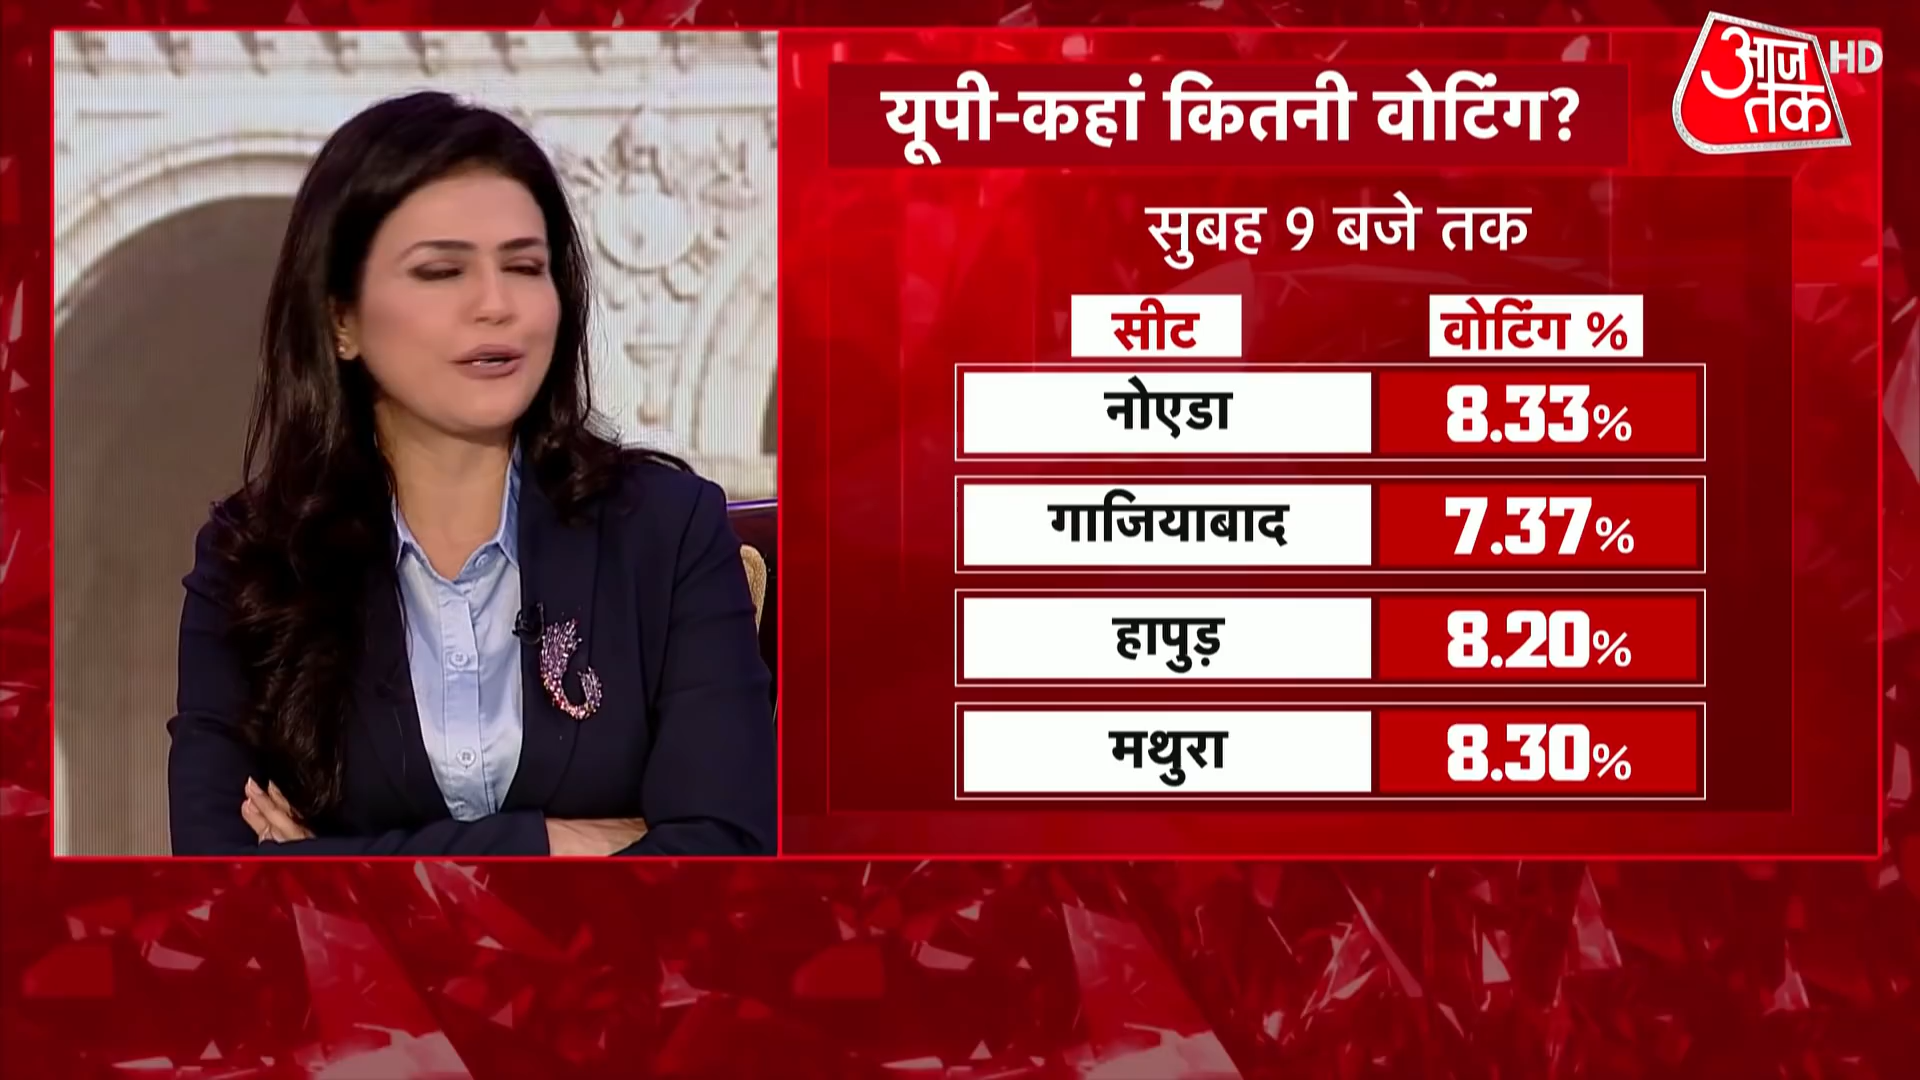 यूपी-कहां कितनी वोटिंग?
आज तक HD
सुबह 9 बजे तक
सीट वोटिंग %
नोएडा 8.33%
गाजियाबाद 7.37%
हापुड़ 8.20%
मथुरा 8.30%